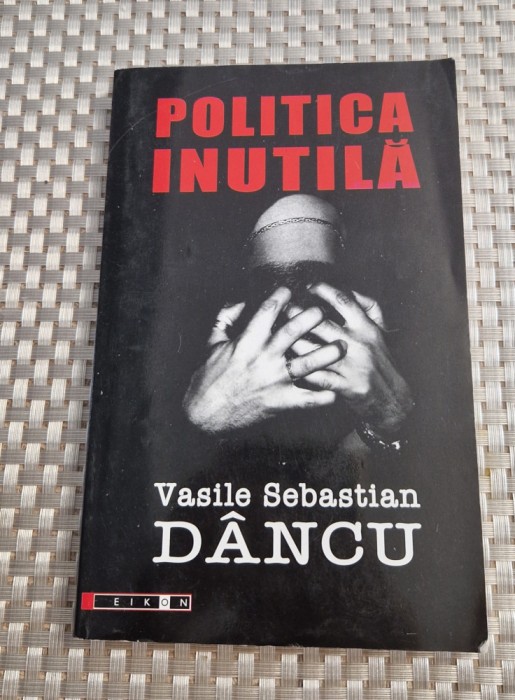 POLITICA
INUTILĂ
Vasile Sebastian
DÂNCU
EIKON